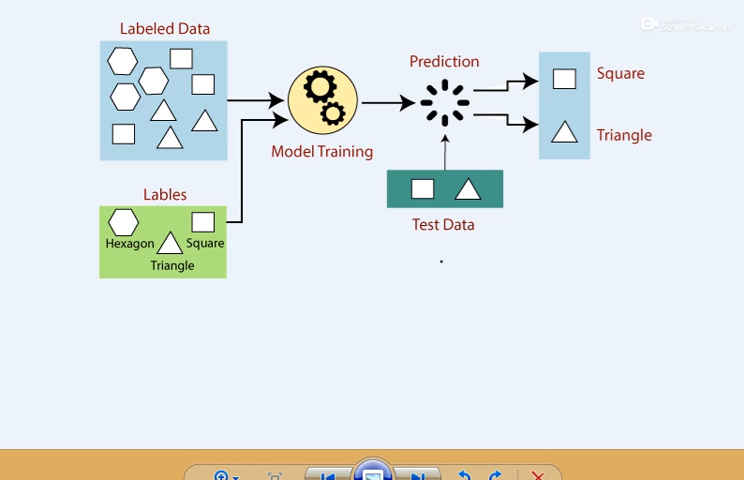 Labeled Data
Prediction
Square
Triangle
Model Training
Lables
Hexagon
Square
Triangle
Test Data